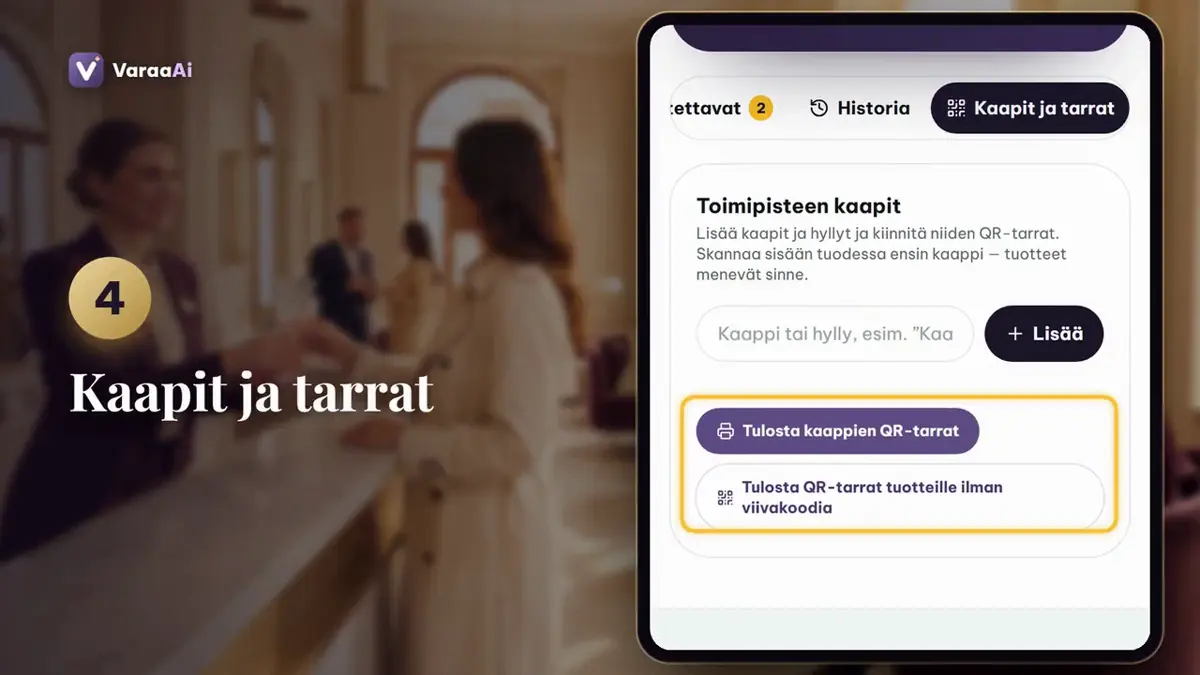 VaraaAi
4
Kaapit ja tarrat
tettavat 2
Historia
Kaapit ja tarrat
Toimipisteen kaapit
Lisää kaapit ja hyllyt ja kiinnitä niiden QR-tarrat.
Skannaa sisään tuodessa ensin kaappi — tuotteet
menevät sinne.
Kaappi tai hylly, esim. ”Kaa
+ Lisää
Tulosta kaappien QR-tarrat
Tulosta QR-tarrat tuotteille ilman
viivakoodia